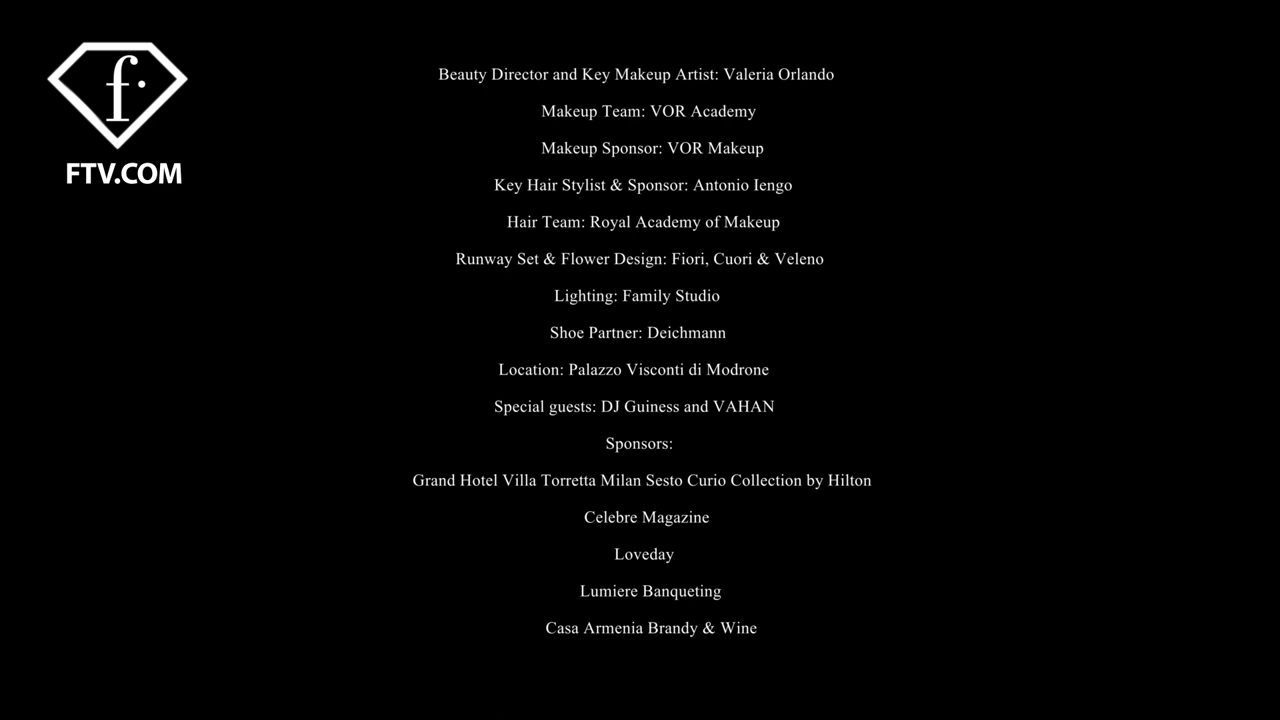 f.
FTV.COM
Beauty Director and Key Makeup Artist: Valeria Orlando
Makeup Team: VOR Academy
Makeup Sponsor: VOR Makeup
Key Hair Stylist & Sponsor: Antonio Iengo
Hair Team: Royal Academy of Makeup
Runway Set & Flower Design: Fiori, Cuori & Veleno
Lighting: Family Studio
Shoe Partner: Deichmann
Location: Palazzo Visconti di Modrone
Special guests: DJ Guiness and VAHAN
Sponsors:
Grand Hotel Villa Torretta Milan Sesto Curio Collection by Hilton
Celebre Magazine
Loveday
Lumiere Banqueting
Casa Armenia Brandy & Wine